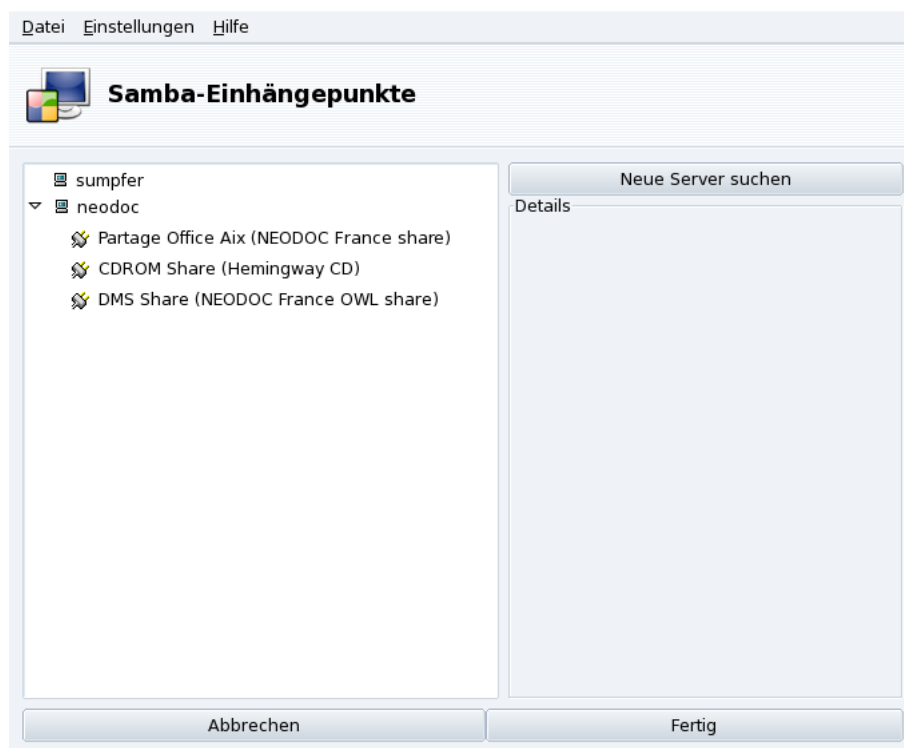 Datei Einstellungen Hilfe
Samba-Einhängepunkte
sumpfer
neodoc
Partage Office Aix (NEODOC France share)
CDROM Share (Hemingway CD)
DMS Share (NEODOC France OWL share)
Neue Server suchen
Details
Abbrechen Fertig